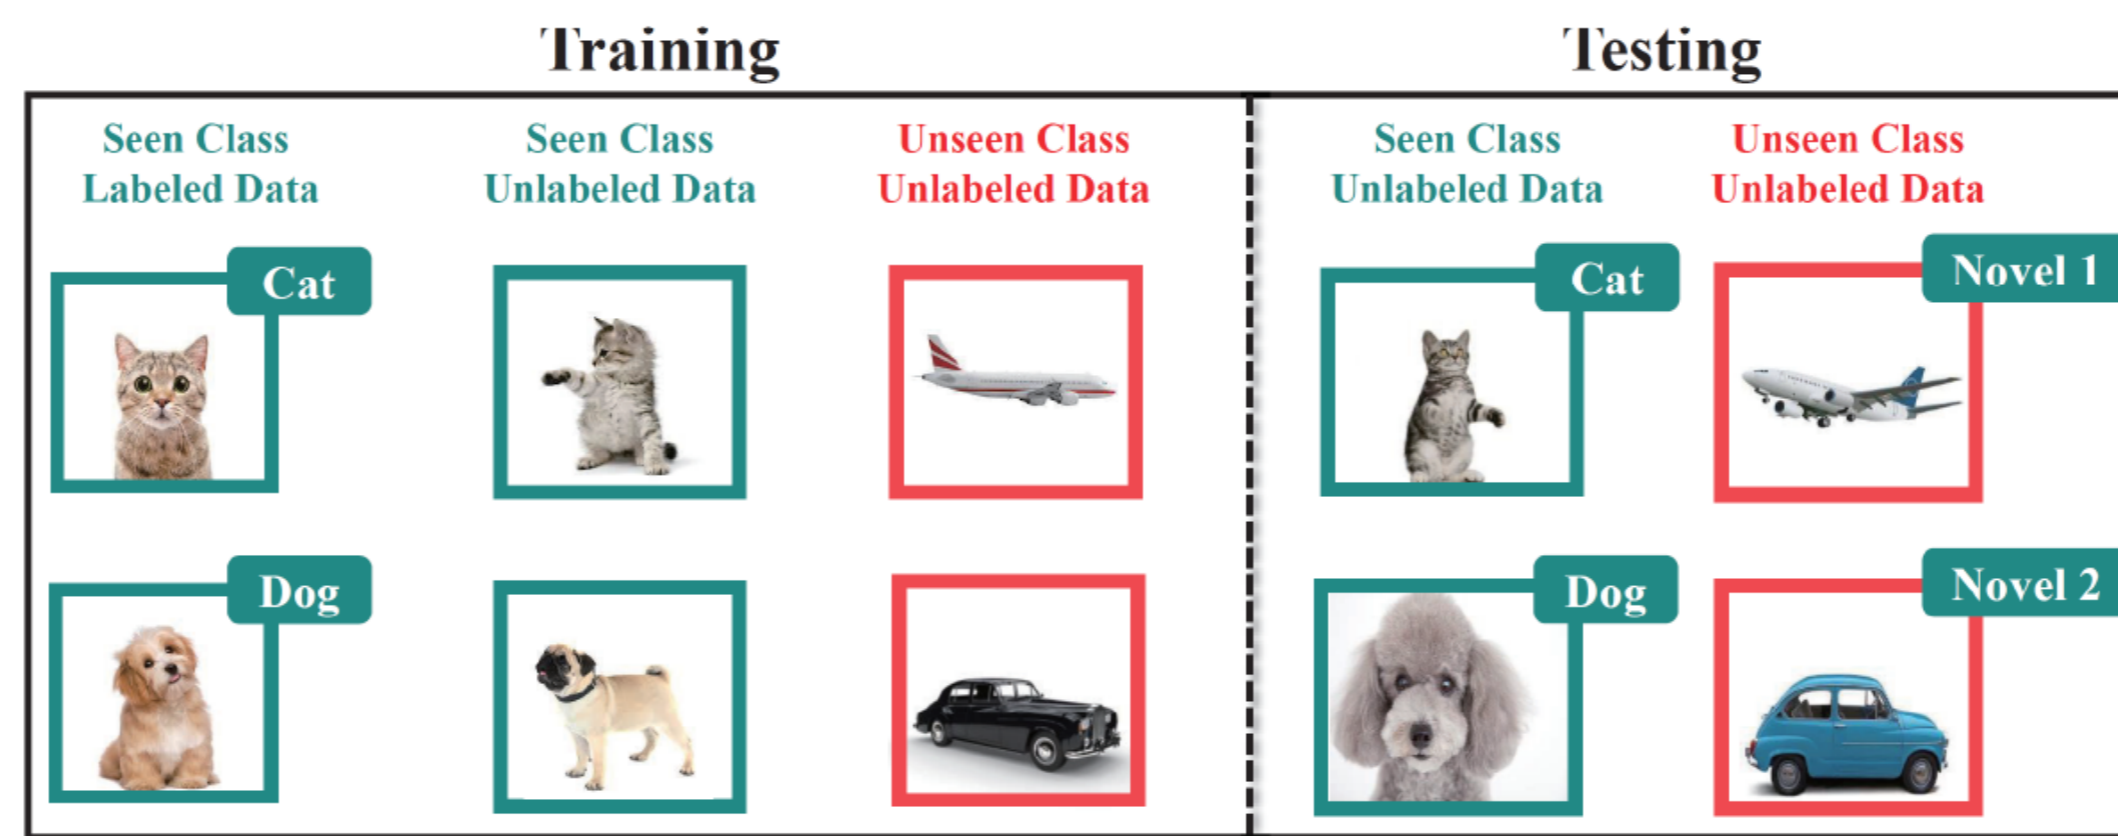 Training
Testing
Seen Class
Labeled Data
Seen Class
Unlabeled Data
Unseen Class
Unlabeled Data
Seen Class
Unlabeled Data
Unseen Class
Unlabeled Data
Cat
Cat
Novel 1
Dog
Dog
Novel 2